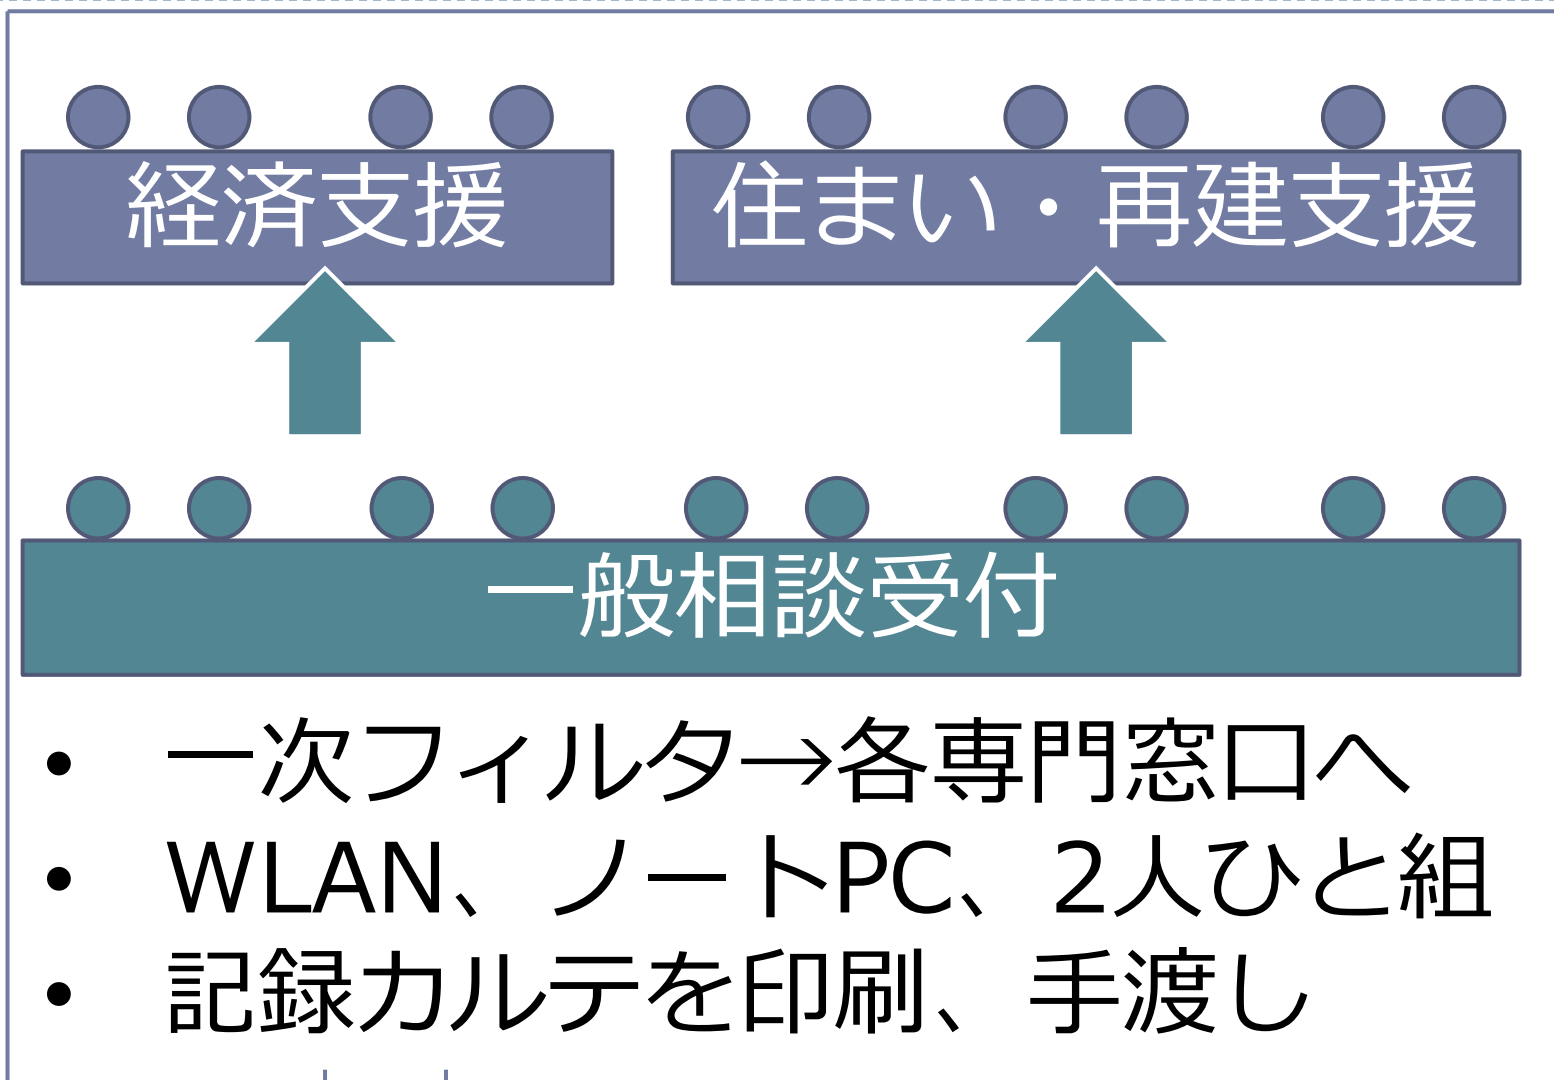 経済支援
住まい・再建支援
一般相談受付
• 一次フィルタ→各専門窓口へ
• WLAN、ノートPC、2人ひと組
• 記録カルテを印刷、手渡し